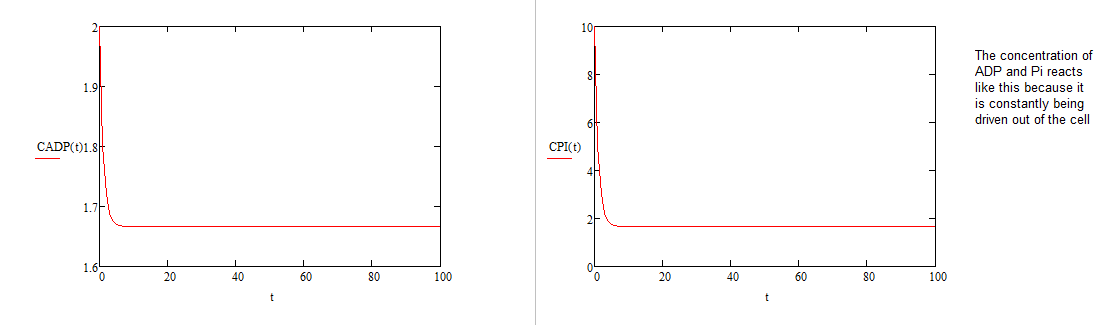 2
1.9
CADP(t)1.8
1.7
1.6
0 20 40 60 80 100
t
10
8
6
CPI(t)
4
2
0
0 20 40 60 80 100
t
The concentration of
ADP and Pi reacts
like this because it
is constantly being
driven out of the cell